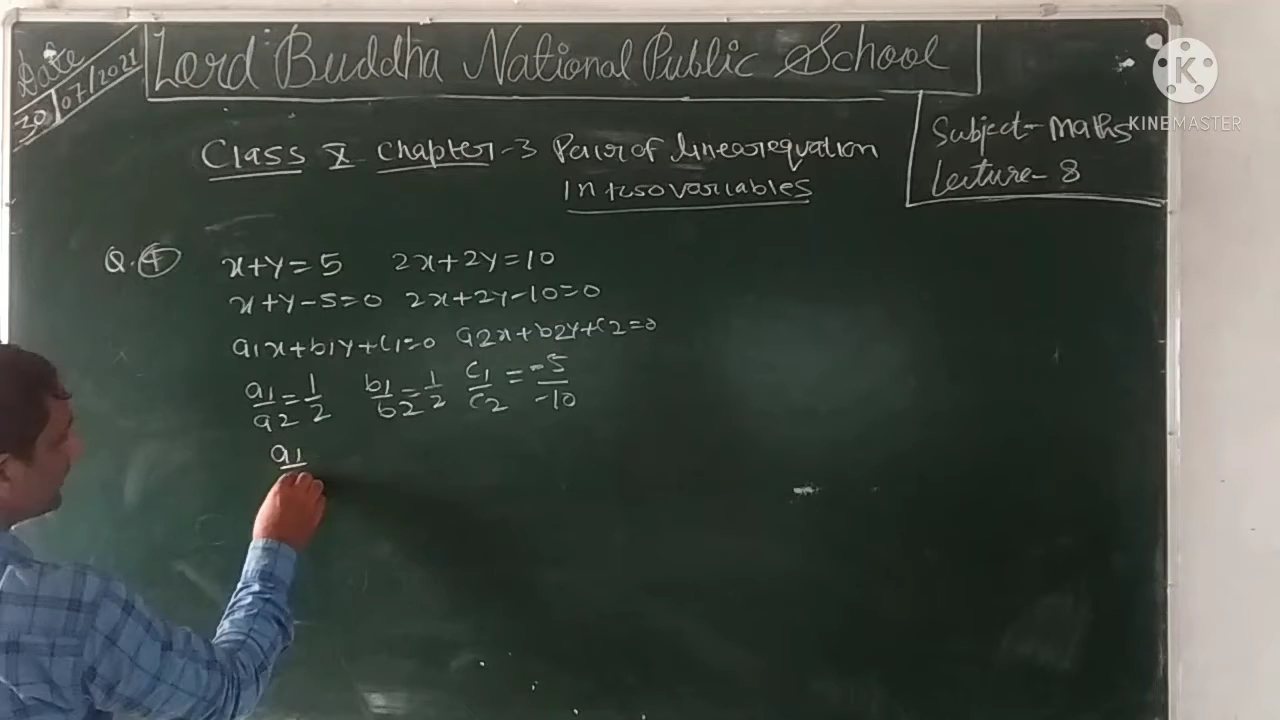 Date
30/07/2021
Lord Buddha National Public School
K
KINEMASTER
Subject- Maths
Lecture- 8
Class X Chapter-3 Pair of linear equation
In two variables
Q. 4 x+y=5 2x+2y=10
x+y-5=0 2x+2y-10=0
a1x+b1y+c1=0 a2x+b2y+c2=0
a1/a2=1/2 b1/b2=1/2 c1/c2=-5/-10
a1